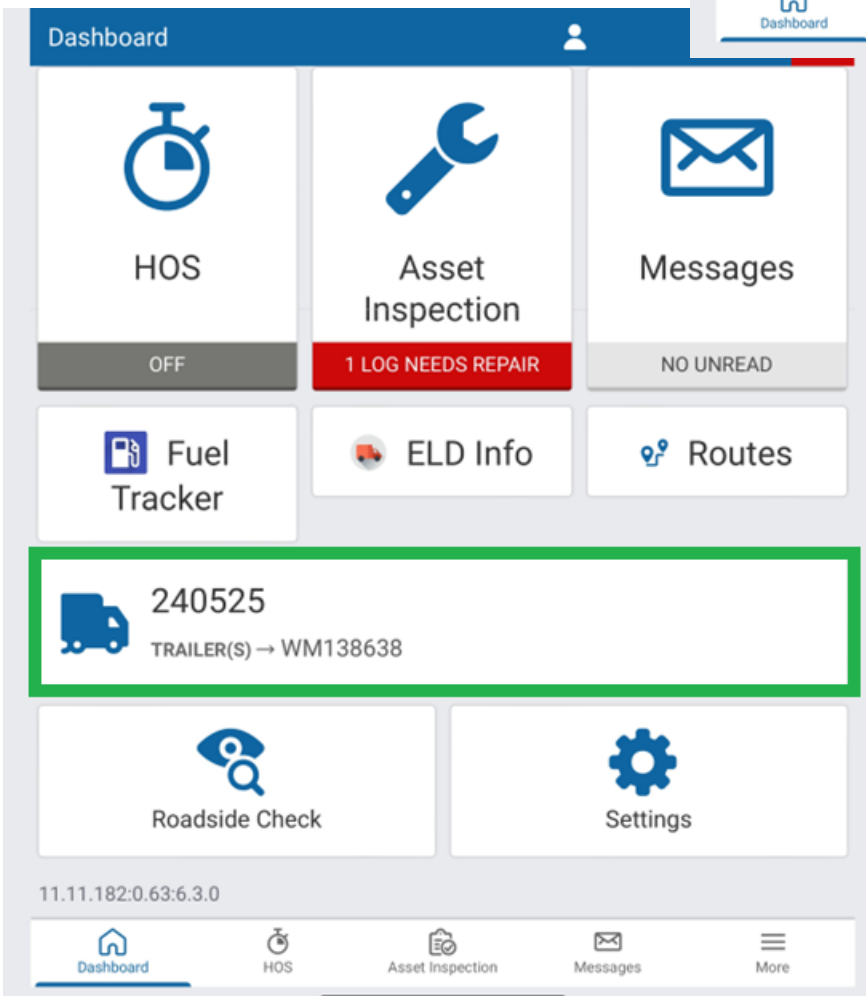 Dashboard
Dashboard
HOS
Asset
Inspection
Messages
OFF
1 LOG NEEDS REPAIR
NO UNREAD
Fuel
Tracker
ELD Info
Routes
240525
TRAILER(S) → WM138638
Roadside Check
Settings
11.11.182:0.63:6.3.0
Dashboard
HOS
Asset Inspection
Messages
More